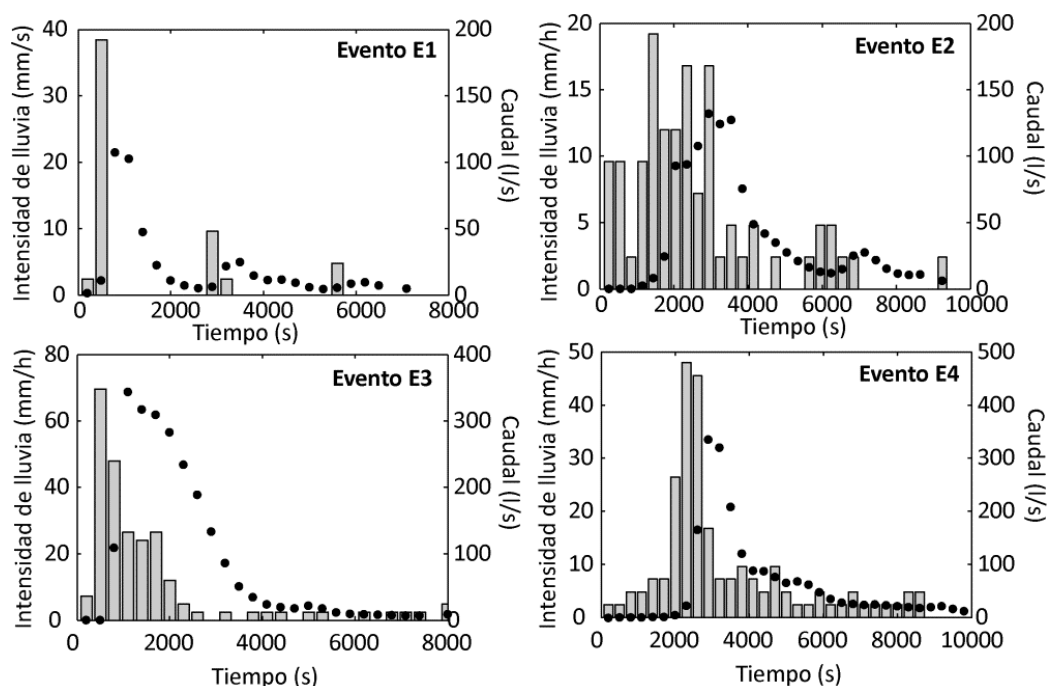 Evento E1
Intensidad de lluvia (mm/s)
40
30
20
10
0
200
150
100
50
0
Caudal (l/s)
0 2000 4000 6000 8000
Tiempo (s)
Evento E2
Intensidad de lluvia (mm/h)
20
15
10
5
0
200
150
100
50
0
Caudal (l/s)
0 2000 4000 6000 8000 10000
Tiempo (s)
Evento E3
Intensidad de lluvia (mm/h)
80
60
40
20
0
400
300
200
100
0
Caudal (l/s)
0 2000 4000 6000 8000
Tiempo (s)
Evento E4
Intensidad de lluvia (mm/h)
50
40
30
20
10
0
500
400
300
200
100
0
Caudal (l/s)
0 2000 4000 6000 8000 10000
Tiempo (s)